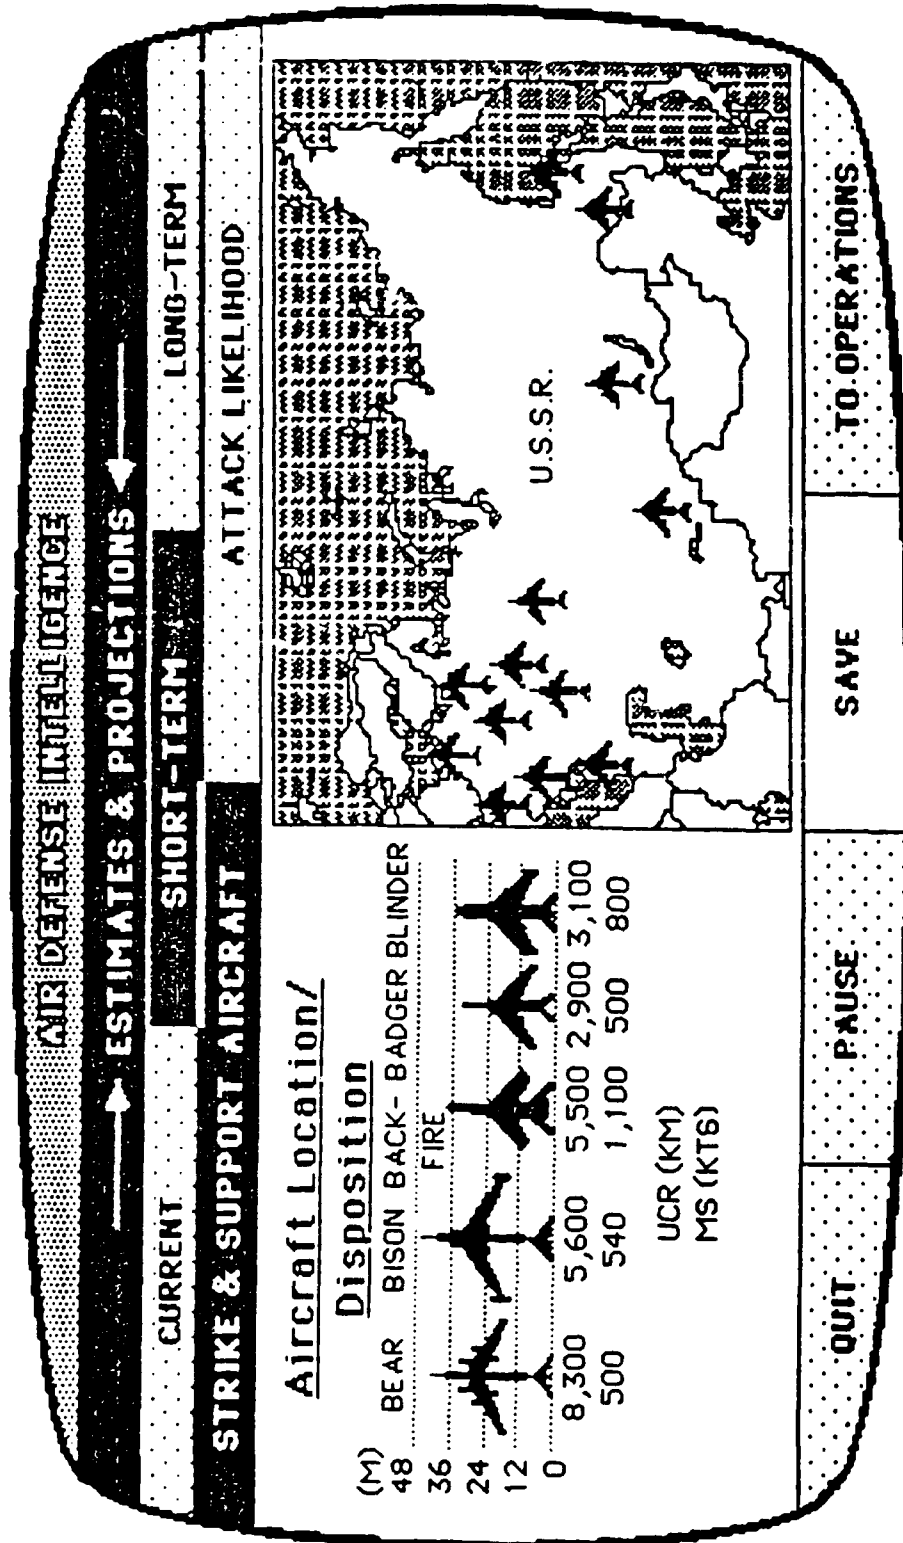 AIR DEFENSE INTELLIGENCE
ESTIMATES & PROJECTIONS
CURRENT SHORT-TERM LONG-TERM
STRIKE & SUPPORT AIRCRAFT ATTACK LIKELIHOOD
Aircraft Location/
Disposition
(M) BEAR BISON BACK- BADGER BLINDER
48
FIRE
36
24
12
0
8,300 5,600 5,500 2,900 3,100
500 540 1,100 500 800
UCR (KM)
MS (KTS)
U.S.S.R.
QUIT PAUSE SAVE TO OPERATIONS